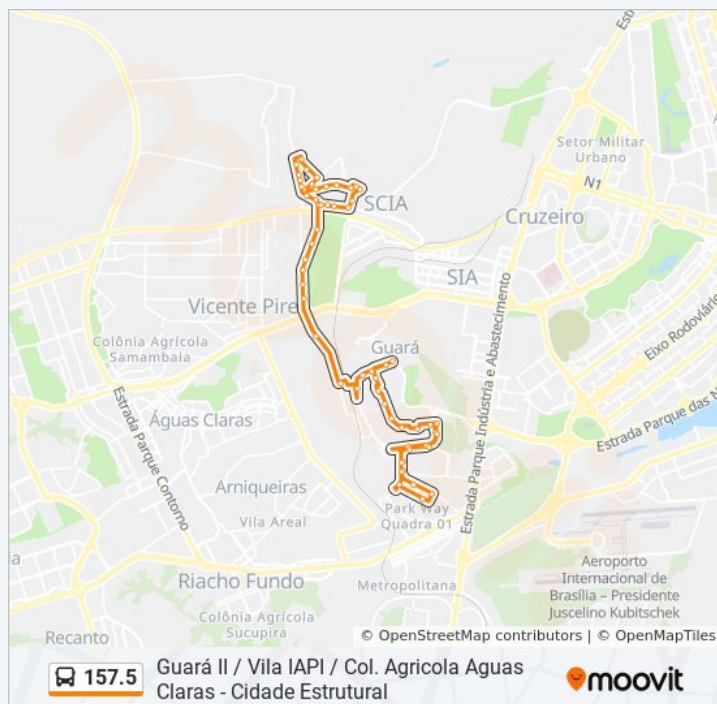 Setor Militar
Urbano
N1
SCIA
Cruzeiro
SIA
Vicente Pire
Eixo Rodoviário
Colônia Agrícola
Samambaia
Guará
Estrada Parque Indústria e Abastecimento
Estrada Parque das N
Águas Claras
Estrada Parque Contorno
Arniqueiras
Vila Areal
Park Way
Quadra 01
Riacho Fundo
Metropolitana
Aeroporto
Internacional de
Brasília – Presidente
Juscelino Kubitschek
Colônia Agrícola
Sucupira
Recanto
© OpenStreetMap contributors | © OpenMapTiles
157.5
Guará II / Vila IAPI / Col. Agricola Aguas
Claras - Cidade Estrutural
moovit